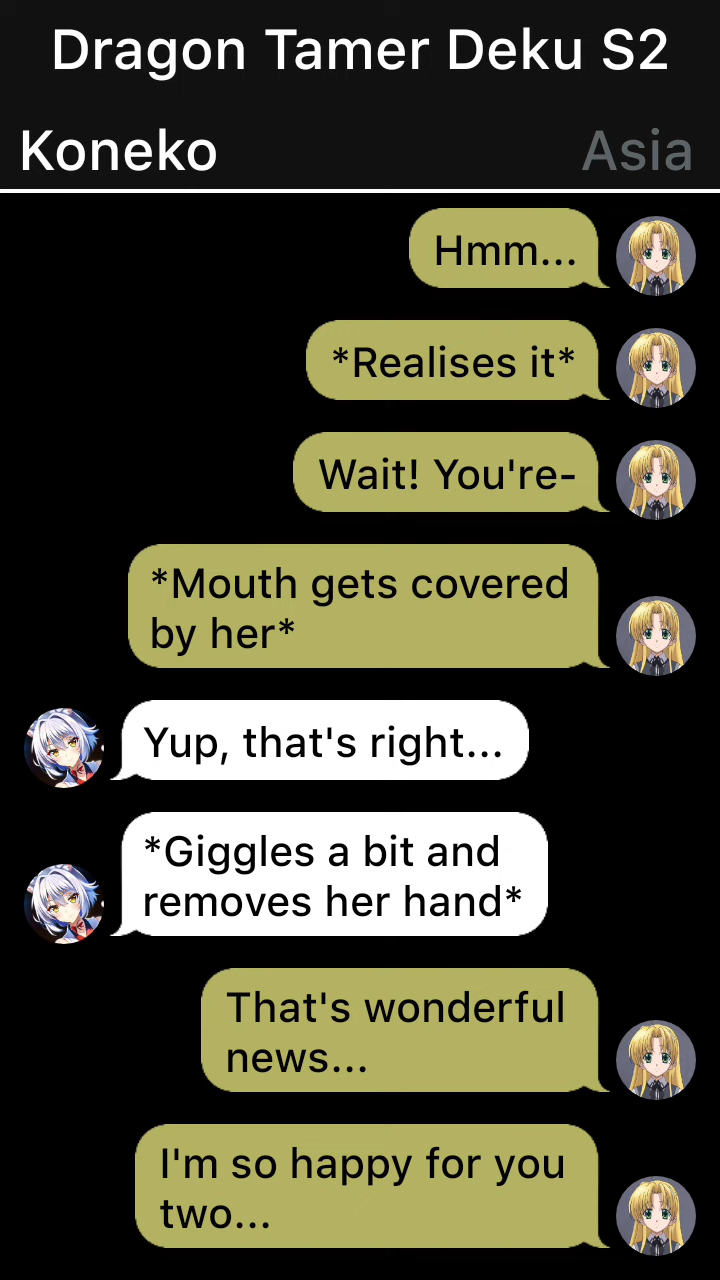 Dragon Tamer Deku S2
Koneko
Asia
Hmm...
*Realises it*
Wait! You're-
*Mouth gets covered
by her*
Yup, that's right...
*Giggles a bit and
removes her hand*
That's wonderful
news...
I'm so happy for you
two...